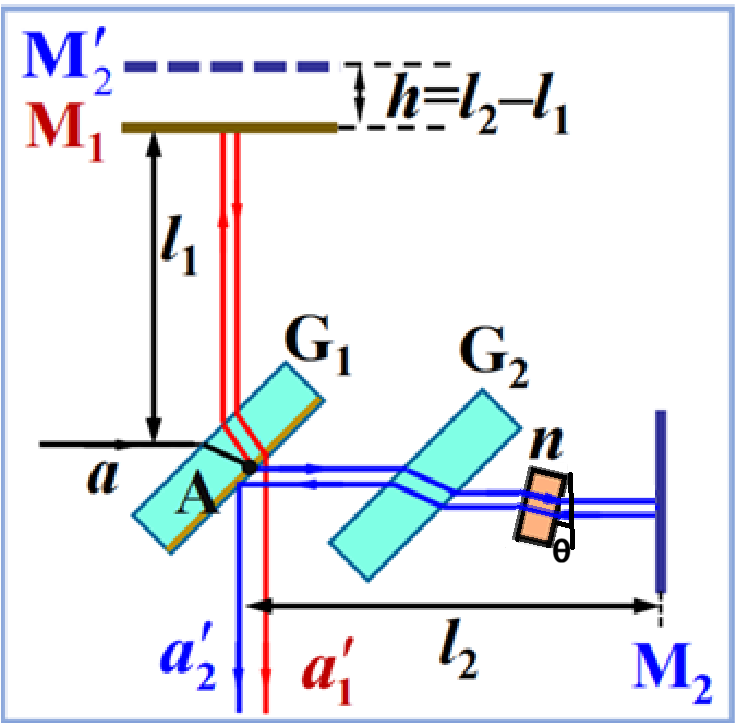 M′₂
h=l₂–l₁
M₁
l₁
G₁
G₂
n
a
A
θ
l₂
a′₂
a′₁
M₂